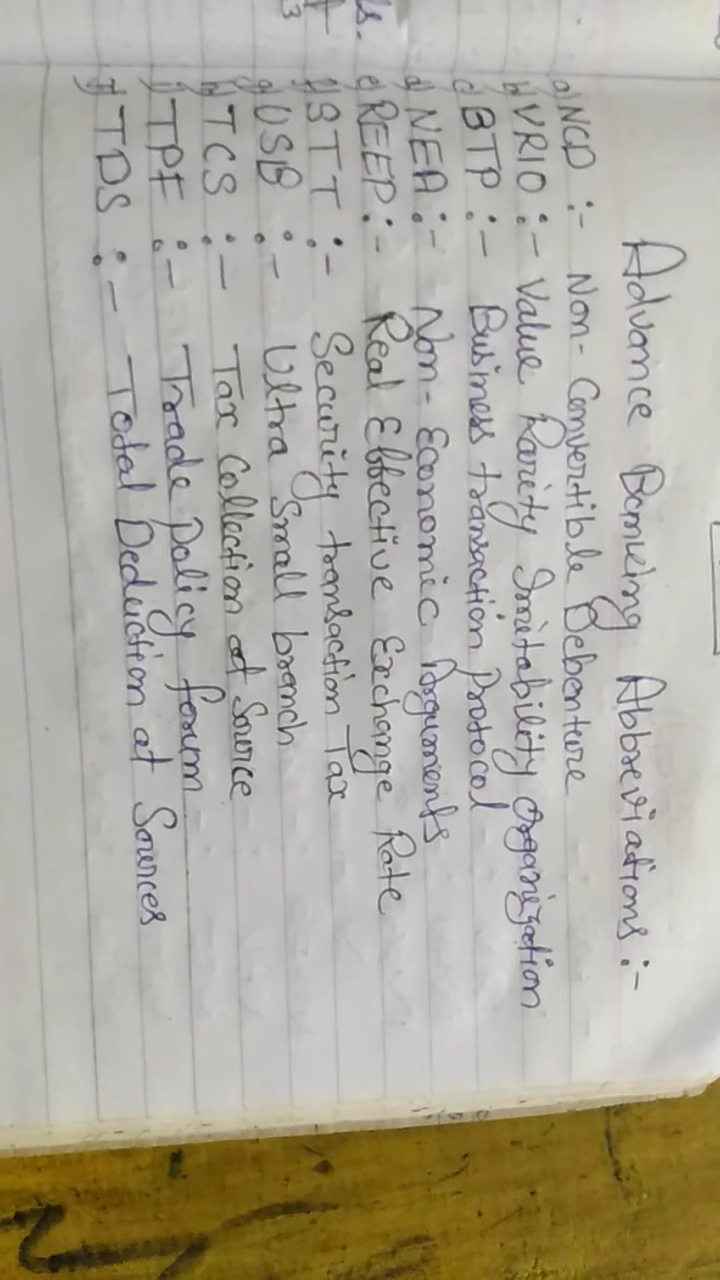 Advance Banking Abbreviations :-
a) NCD :- Non-Convertible Debenture
b) VRIO :- Value Rarity Imitability Organization
c) BTP :- Business transaction Protocol
d) NEA :- Non-Economic Arguments
e) REEP :- Real Effective Exchange Rate
f) STT :- Security transaction Tax
g) USB :- Ultra Small branch
h) TCS :- Tax Collection at Source
i) TPF :- Trade policy forum
j) TDS :- Total Deduction at Sources